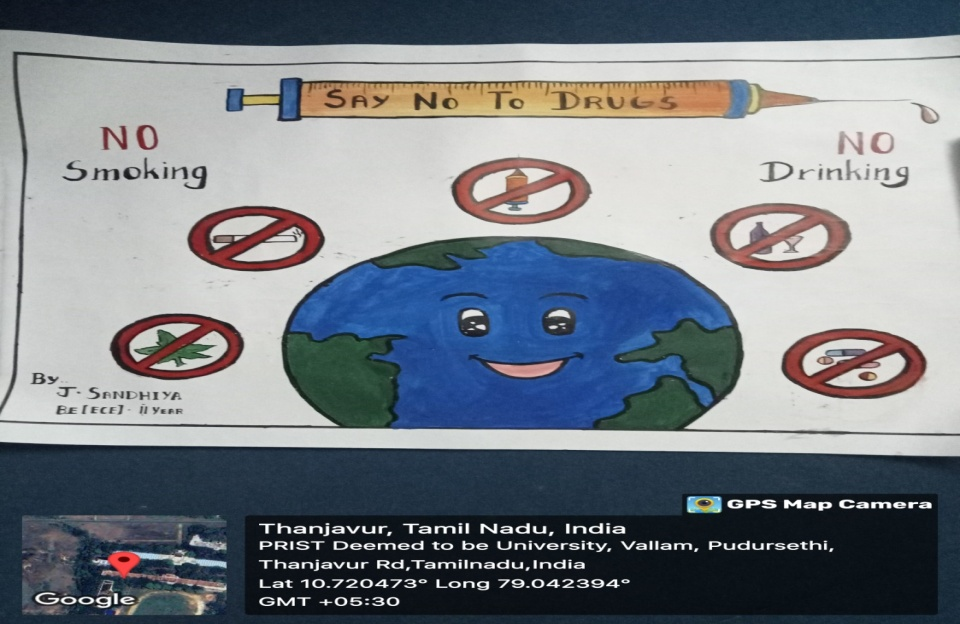 SAY NO TO DRUGS
NO
Smoking
NO
Drinking
By..
J. SANDHIYA
BE [ECE] - II YEAR
GPS Map Camera
Thanjavur, Tamil Nadu, India
PRIST Deemed to be University, Vallam, Pudursethi,
Thanjavur Rd,Tamilnadu,India
Lat 10.720473° Long 79.042394°
GMT +05:30
Google